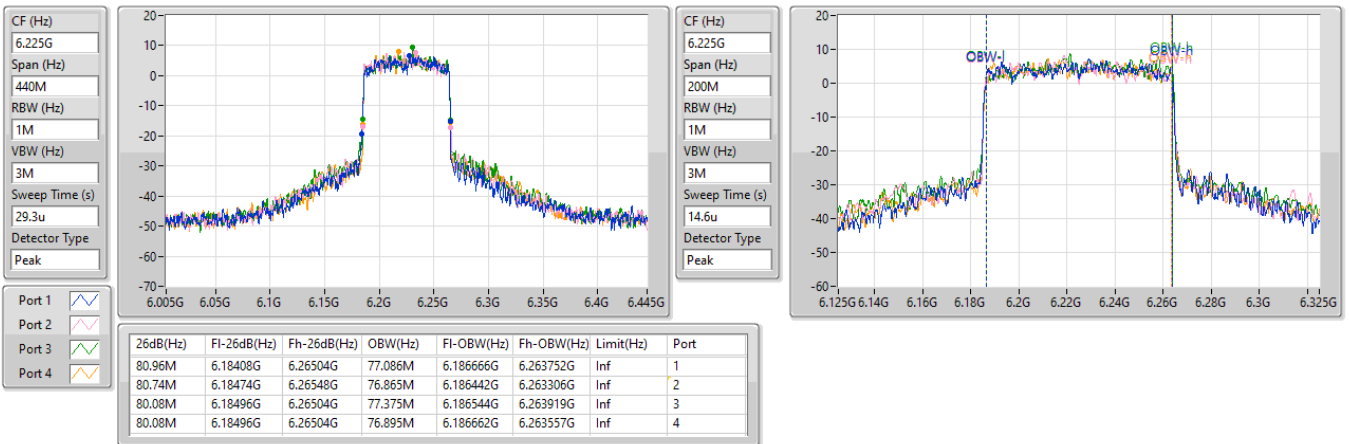 CF (Hz)
6.225G
Span (Hz)
440M
RBW (Hz)
1M
VBW (Hz)
3M
Sweep Time (s)
29.3u
Detector Type
Peak
20
10
0
-10
-20
-30
-40
-50
-60
-70
6.005G 6.05G 6.1G 6.15G 6.2G 6.25G 6.3G 6.35G 6.4G 6.445G
CF (Hz)
6.225G
Span (Hz)
200M
RBW (Hz)
1M
VBW (Hz)
3M
Sweep Time (s)
14.6u
Detector Type
Peak
20
10
0
-10
-20
-30
-40
-50
-60
OBW-l
OBW-h
OBW-h
6.125G 6.14G 6.16G 6.18G 6.2G 6.22G 6.24G 6.26G 6.28G 6.3G 6.325G
Port 1
Port 2
Port 3
Port 4
26dB(Hz) Fl-26dB(Hz) Fh-26dB(Hz) OBW(Hz) Fl-OBW(Hz) Fh-OBW(Hz) Limit(Hz) Port
80.96M 6.18408G 6.26504G 77.086M 6.186666G 6.263752G Inf 1
80.74M 6.18474G 6.26548G 76.865M 6.186442G 6.263306G Inf 2
80.08M 6.18496G 6.26504G 77.375M 6.186544G 6.263919G Inf 3
80.08M 6.18496G 6.26504G 76.895M 6.186662G 6.263557G Inf 4